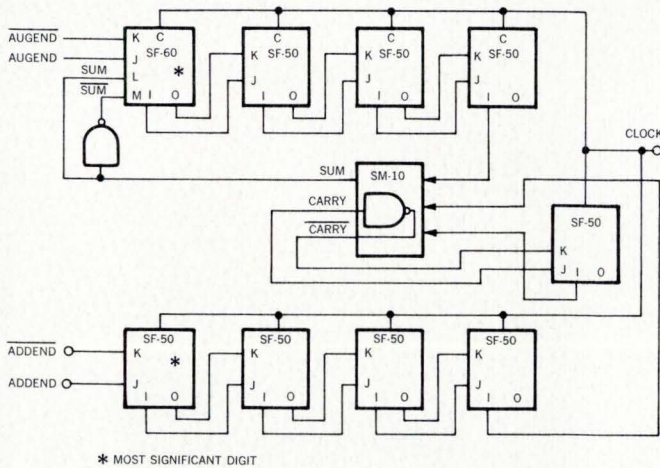 AUGEND
AUGEND
SUM
SUM
K C
SF-60
J
L *
M I O
C
SF-50
K
J
I O
C
SF-50
K
J
I O
C
SF-50
K
J
I O
CLOCK
SUM
SM-10
CARRY
CARRY
SF-50
K
J I O
ADDEND
ADDEND
SF-50
K
*
J
I O
SF-50
K
J
I O
SF-50
K
J
I O
SF-50
K
J
I O
* MOST SIGNIFICANT DIGIT